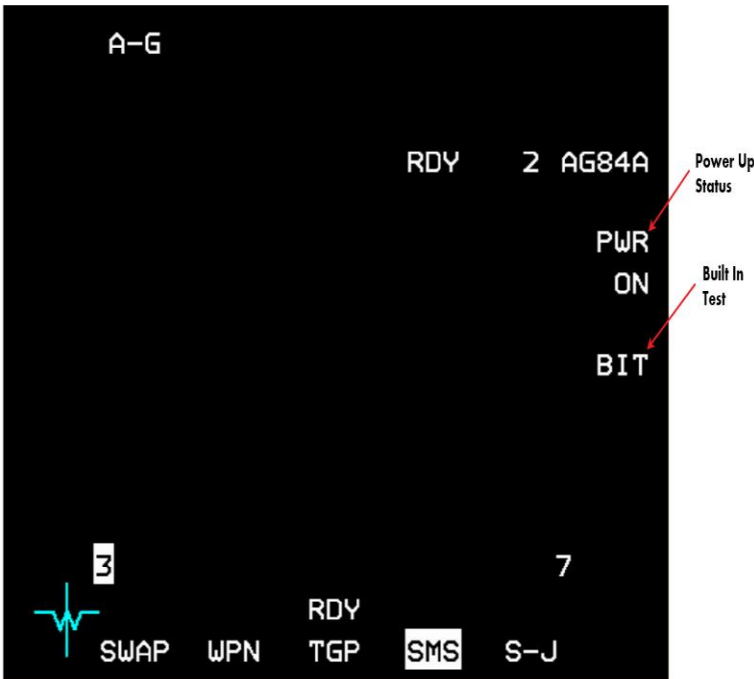 A-G
RDY 2 AG84A
Power Up
Status
PWR
ON
Built In
Test
BIT
3 7
RDY
SWAP WPN TGP SMS S-J